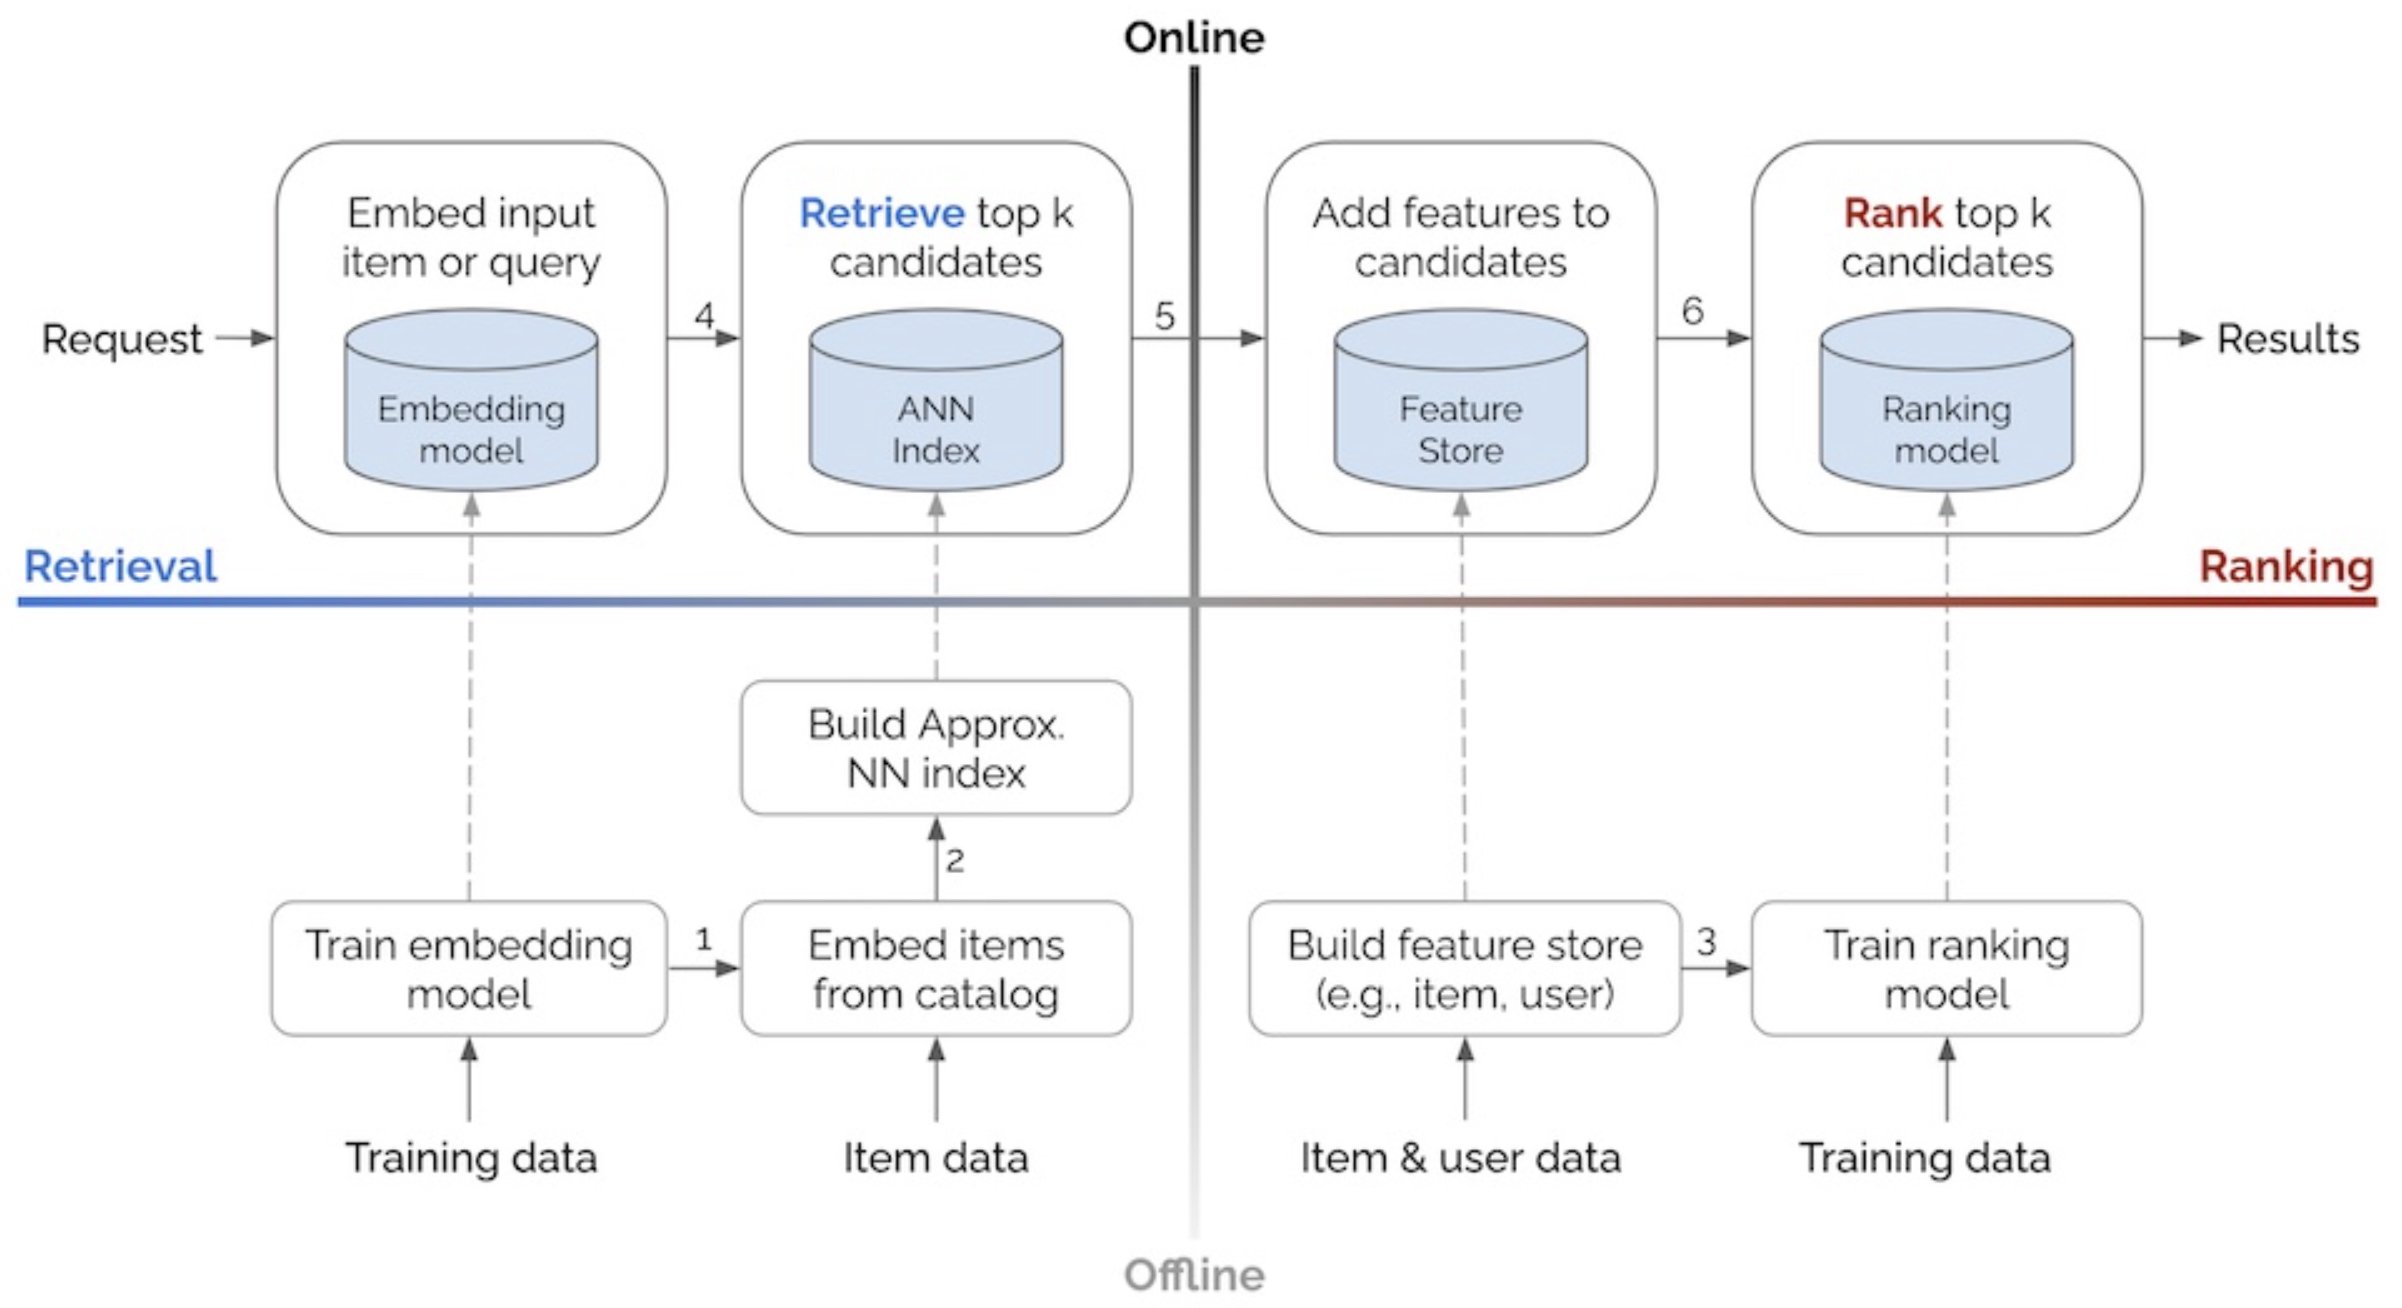 Online
Embed input
item or query
Embedding
model
Retrieve top k
candidates
ANN
Index
Add features to
candidates
Feature
Store
Rank top k
candidates
Ranking
model
Request
4
5
6
Results
Retrieval
Ranking
Build Approx.
NN index
2
Train embedding
model
1
Embed items
from catalog
Build feature store
(e.g., item, user)
3
Train ranking
model
Training data
Item data
Item & user data
Training data
Offline